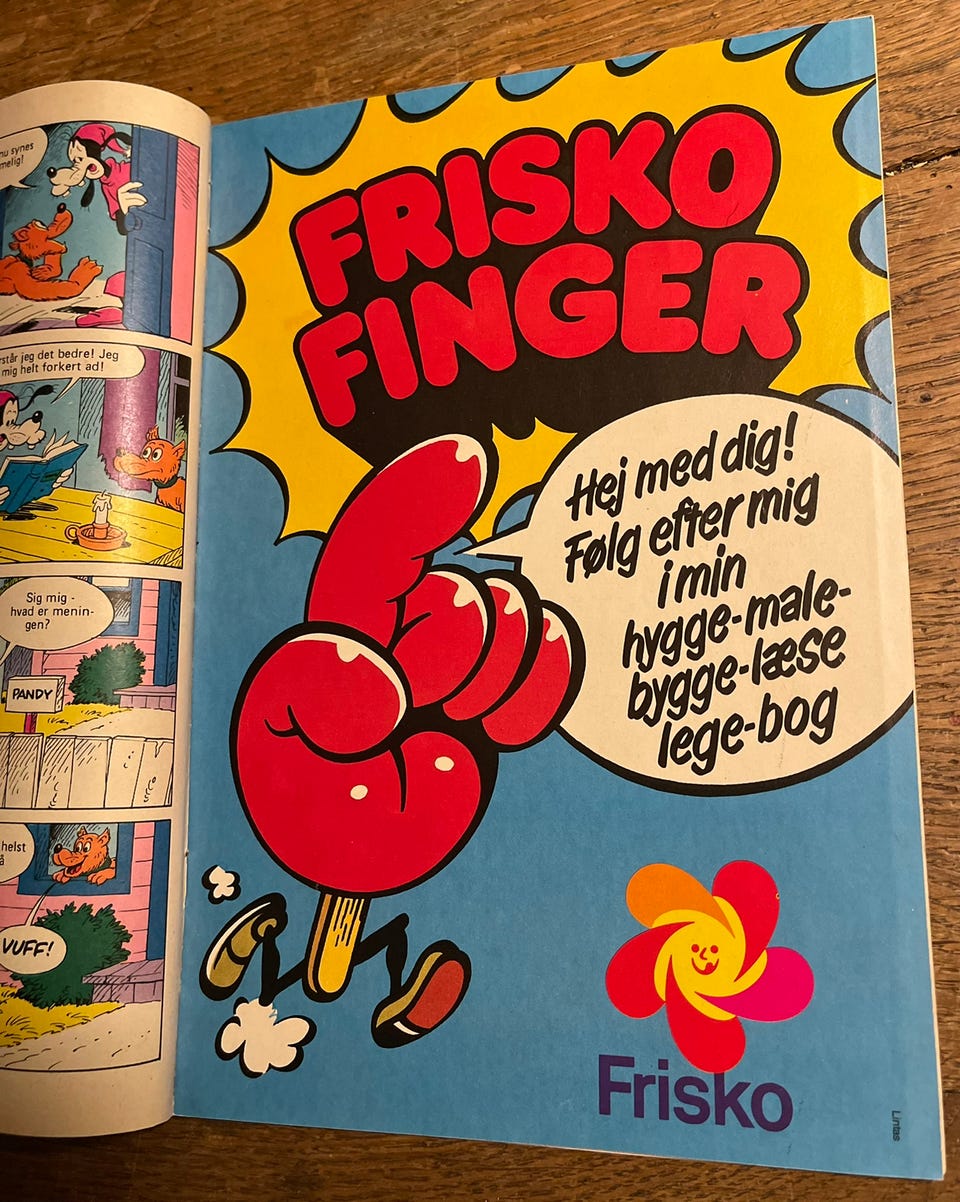 nu synes
melig!
rstår jeg det bedre! Jeg
mig helt forkert ad!
Sig mig -
hvad er menin-
gen?
PANDY
helst
å
VUFF!
FRISKO
FINGER
Hej med dig!
Følg efter mig
i min
hygge-male-
bygge-læse
lege-bog
Frisko
Lintas